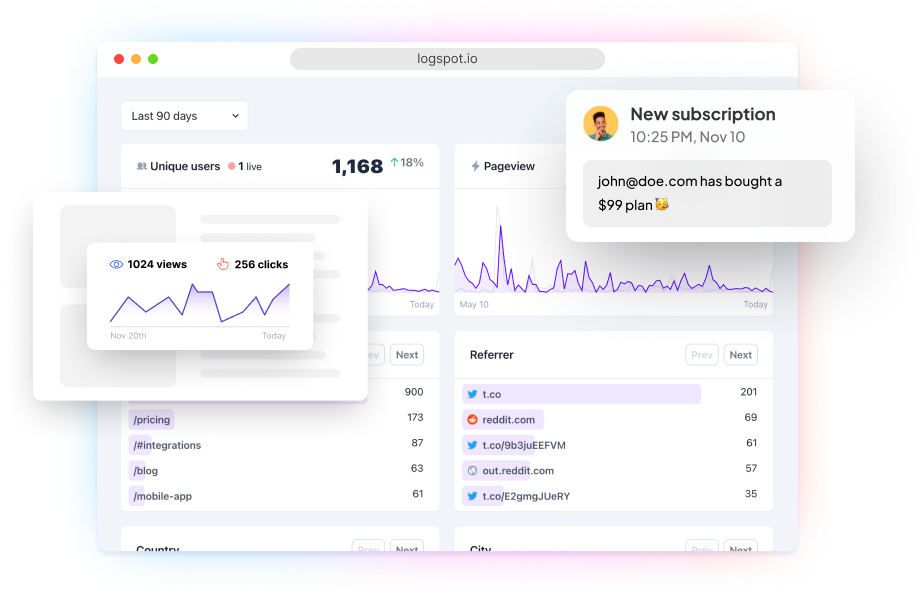 logspot.io
Last 90 days
New subscription
10:25 PM, Nov 10
john@doe.com has bought a
$99 plan 🥳
Unique users 1 live 1,168 ↑18%
Pageview
1024 views 256 clicks
Nov 20th Today
Today
May 10 Today
Next
Referrer Prev Next
900
/pricing 173
/#integrations 87
/blog 63
/mobile-app 61
t.co 201
reddit.com 69
t.co/9b3juEEFVM 61
out.reddit.com 57
t.co/E2gmgJUeRY 35
Country Prev Next
City Prev Next